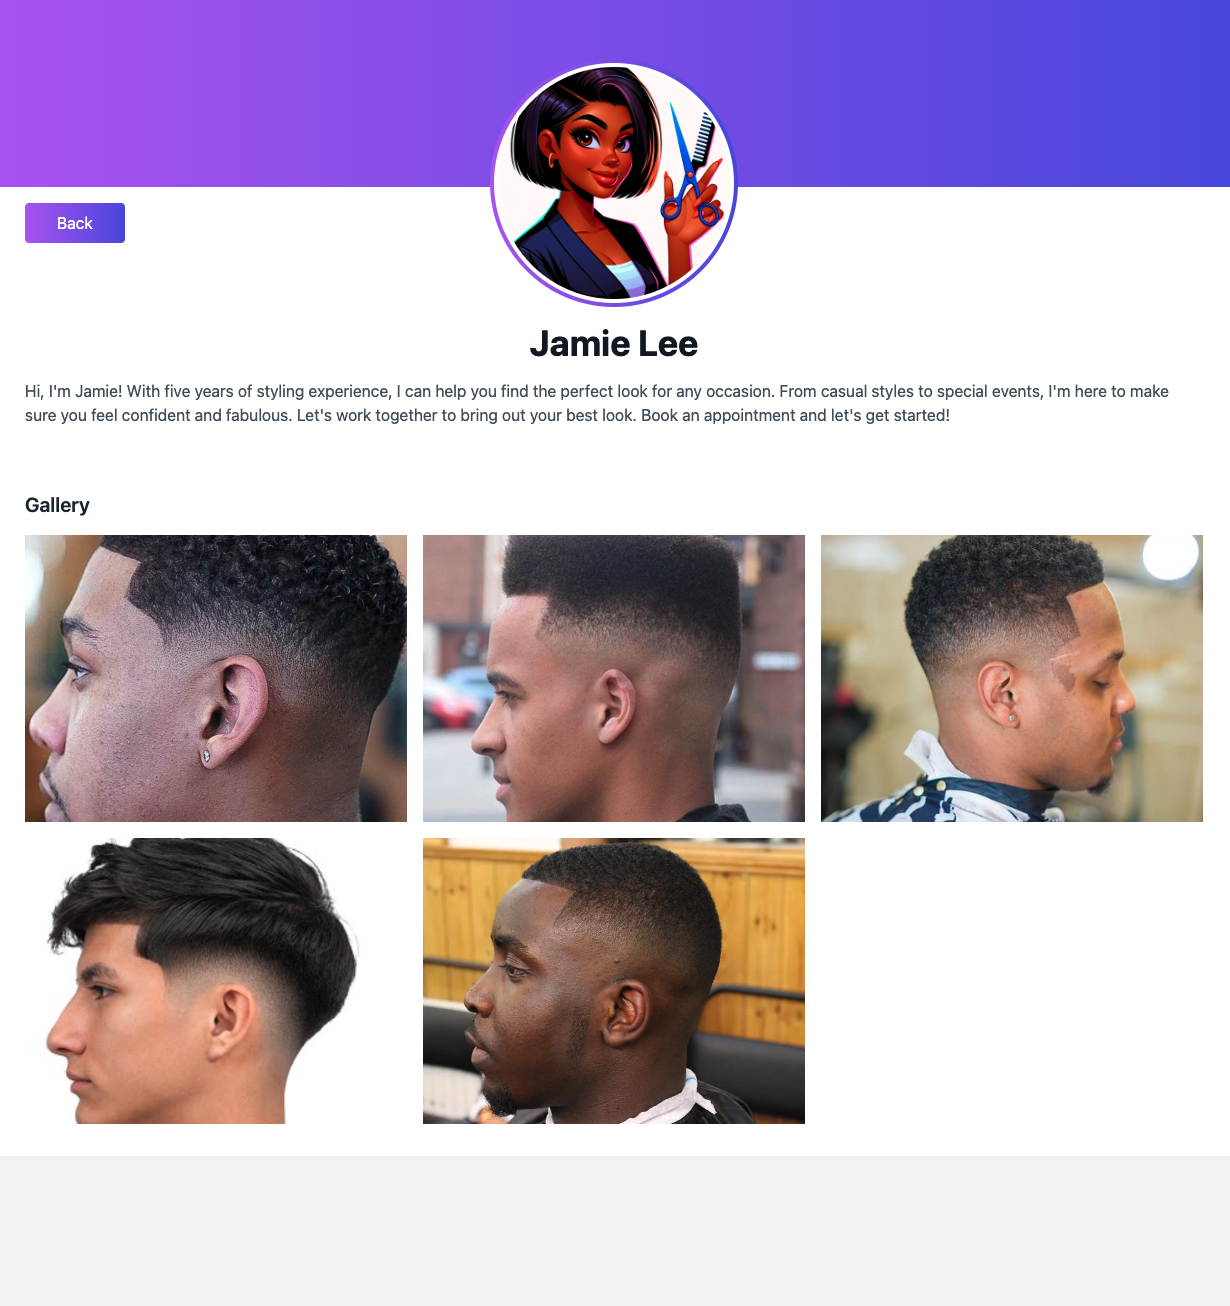 Back
Jamie Lee
Hi, I'm Jamie! With five years of styling experience, I can help you find the perfect look for any occasion. From casual styles to special events, I'm here to make
sure you feel confident and fabulous. Let's work together to bring out your best look. Book an appointment and let's get started!
Gallery